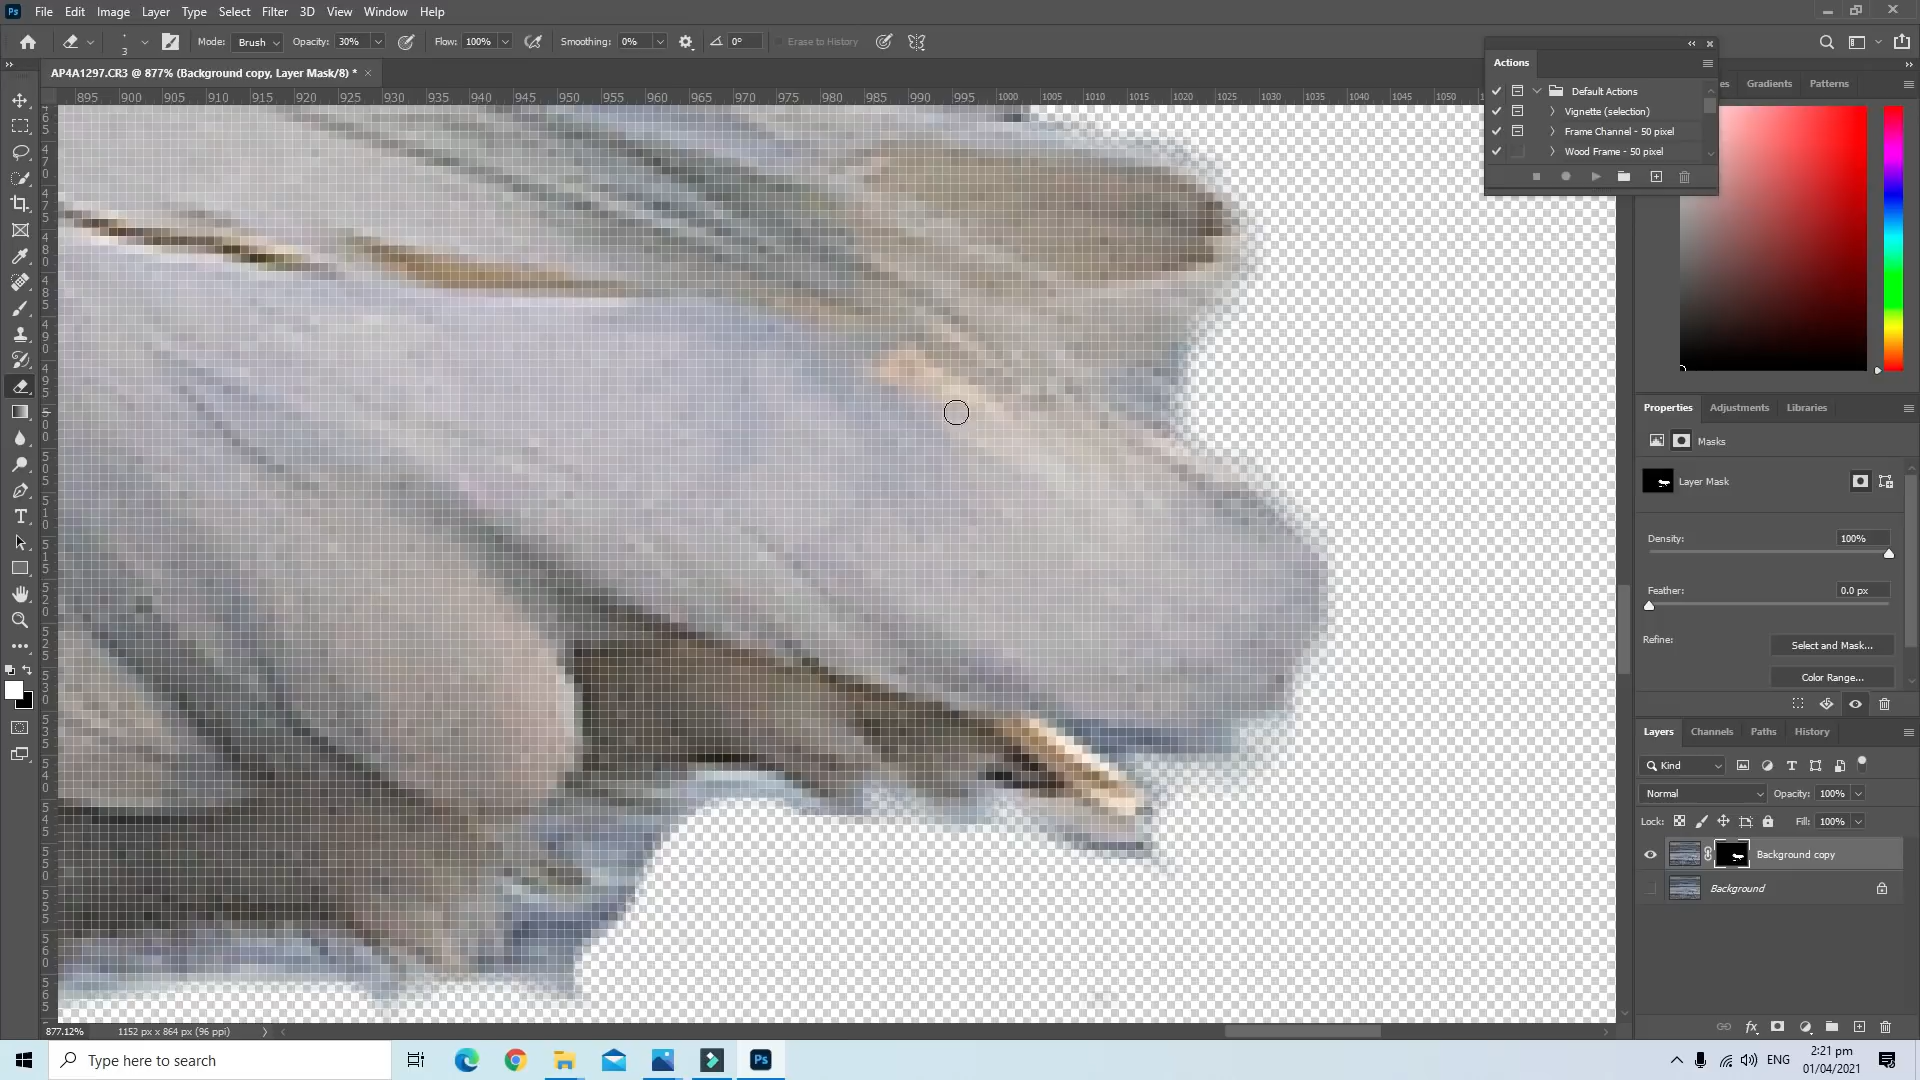 Ps File Edit Image Layer Type Select Filter 3D View Window Help
3 Mode: Brush Opacity: 30% Flow: 100% Smoothing: 0% 0° Erase to History
AP4A1297.CR3 @ 877% (Background copy, Layer Mask/8) * ×
895 900 905 910 915 920 925 930 935 940 945 950 955 960 965 970 975 980 985 990 995 1000 1005 1010 1015 1020 1025 1030 1035 1040 1045 1050
Actions
Default Actions
Vignette (selection)
Frame Channel - 50 pixel
Wood Frame - 50 pixel
Gradients Patterns
Properties Adjustments Libraries
Masks
Layer Mask
Density: 100%
Feather: 0.0 px
Refine: Select and Mask...
Color Range...
Layers Channels Paths History
Kind
Normal Opacity: 100%
Lock: Fill: 100%
Background copy
Background
877.12% 1152 px x 864 px (96 ppi)
Type here to search
Ps
ENG
2:21 pm
01/04/2021